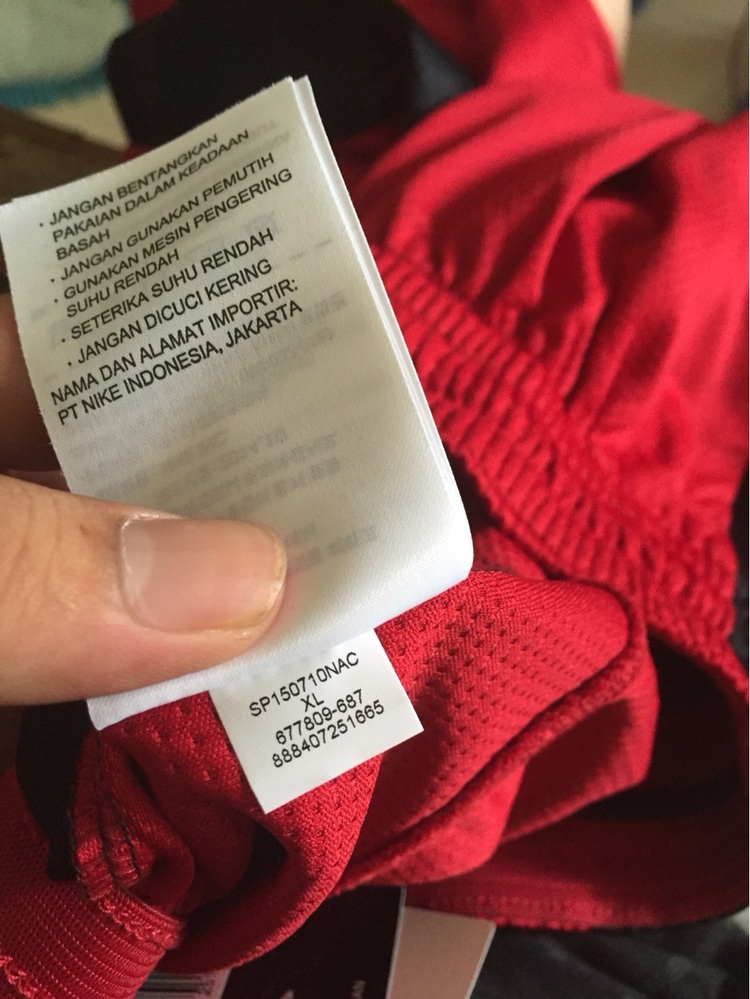 · JANGAN BENTANGKAN
PAKAIAN DALAM KEADAAN
BASAH
· JANGAN GUNAKAN PEMUTIH
· GUNAKAN MESIN PENGERING
SUHU RENDAH
· SETERIKA SUHU RENDAH
· JANGAN DICUCI KERING
NAMA DAN ALAMAT IMPORTIR:
PT NIKE INDONESIA, JAKARTA
SP150710NAC
XL
677809-687
888407251665